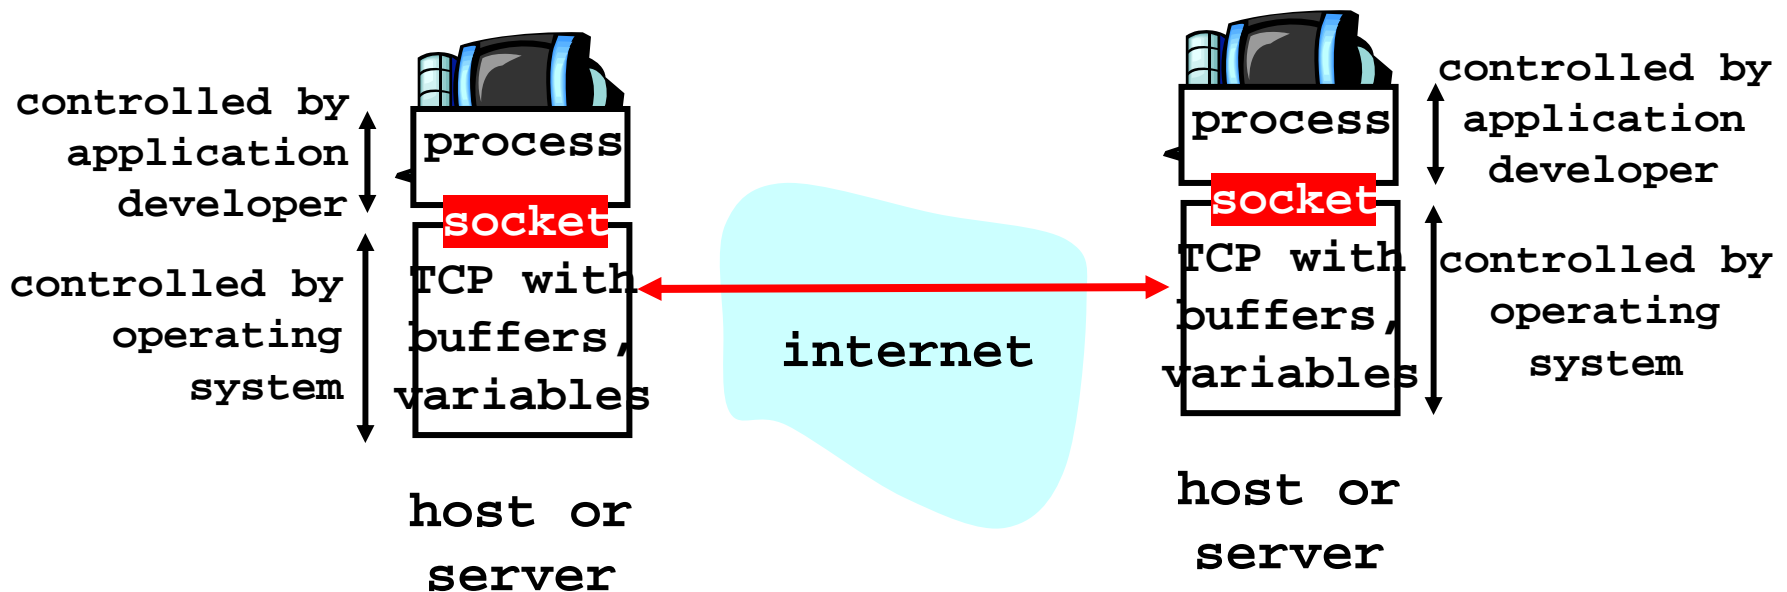 controlled by
application
developer
process
socket
controlled by
operating
system
TCP with
buffers,
variables
host or
server
internet
process
socket
TCP with
buffers,
variables
host or
server
controlled by
application
developer
controlled by
operating
system